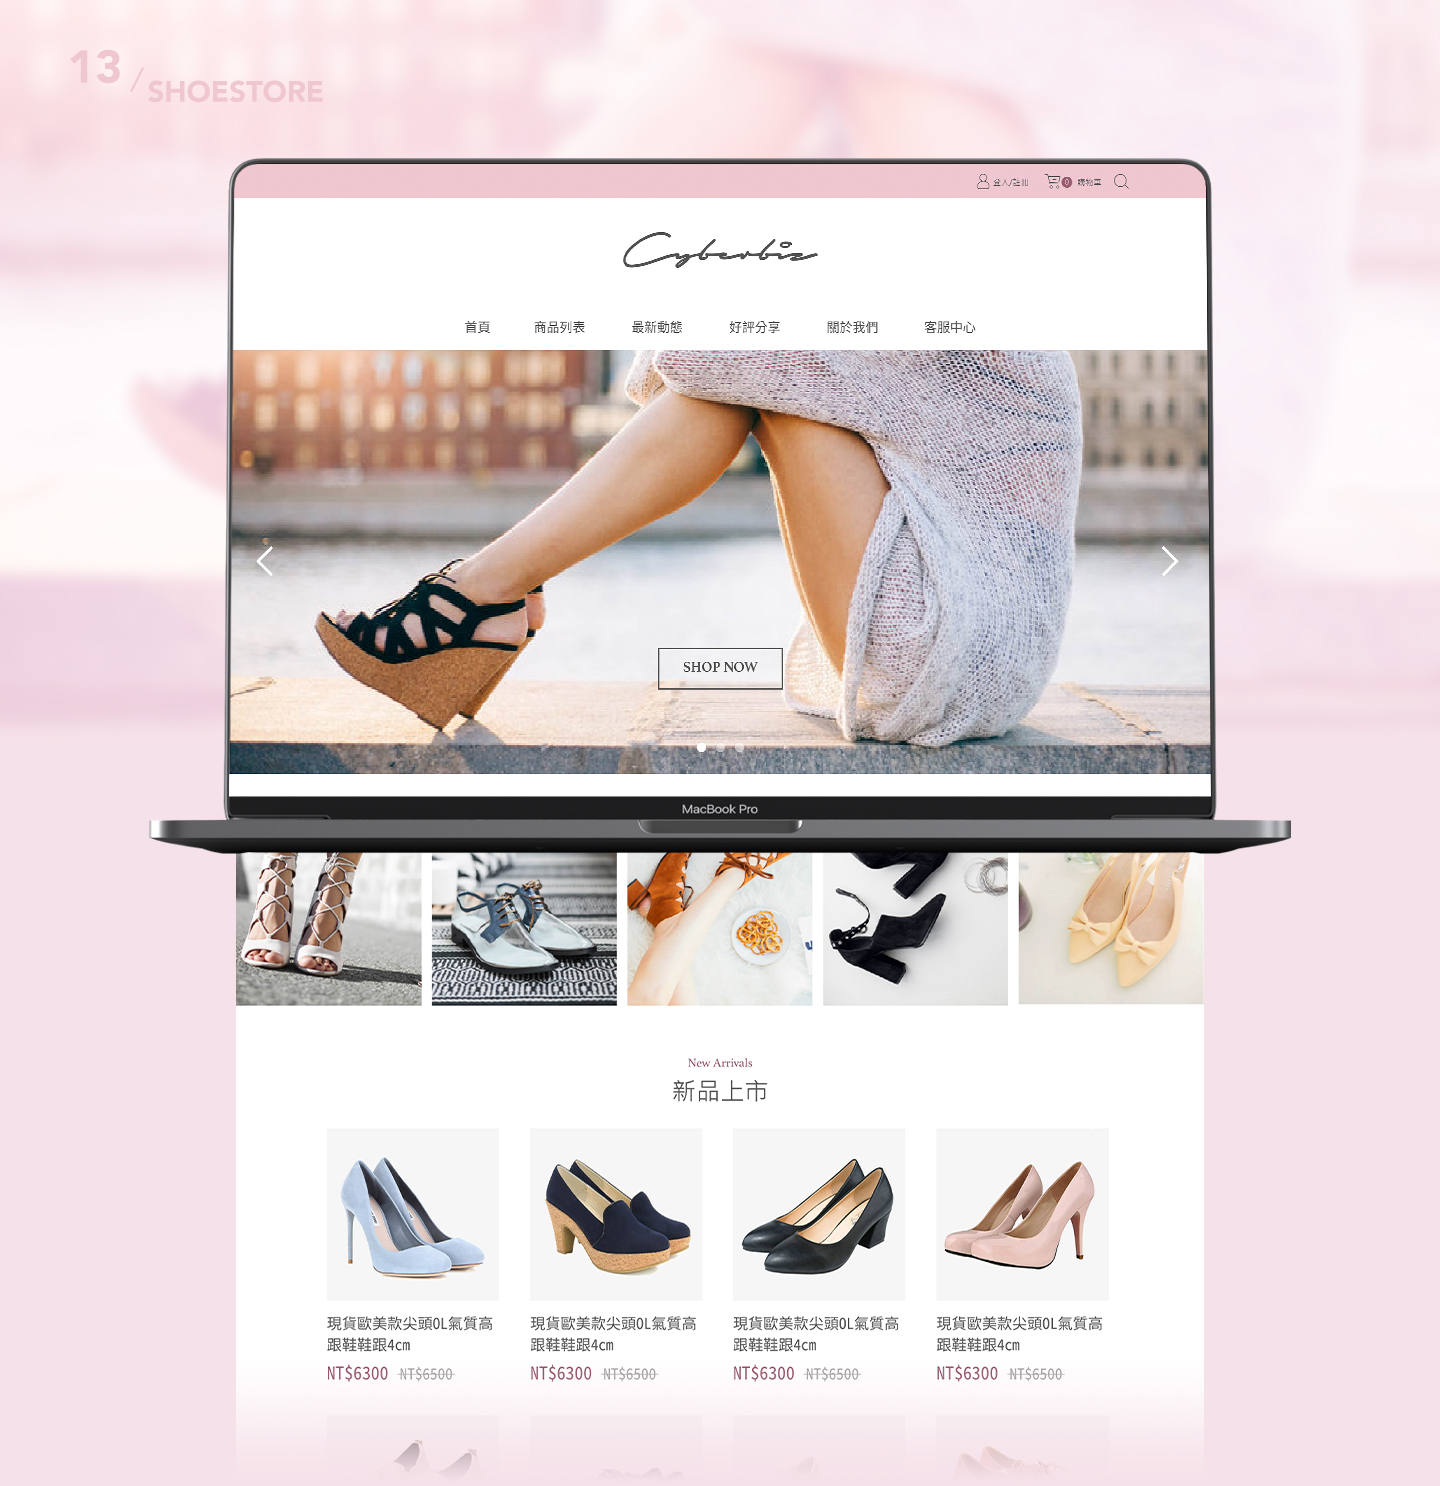 13 / SHOESTORE
登入/註冊 0 購物車
Cyberbiz
首頁 商品列表 最新動態 好評分享 關於我們 客服中心
SHOP NOW
MacBook Pro
New Arrivals
新品上市
現貨歐美款尖頭OL氣質高
跟鞋鞋跟4cm
NT$6300 NT$6500
現貨歐美款尖頭OL氣質高
跟鞋鞋跟4cm
NT$6300 NT$6500
現貨歐美款尖頭OL氣質高
跟鞋鞋跟4cm
NT$6300 NT$6500
現貨歐美款尖頭OL氣質高
跟鞋鞋跟4cm
NT$6300 NT$6500